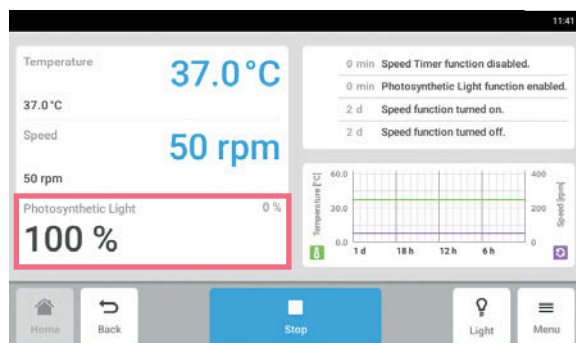 11:41
Temperature
37.0°C
37.0°C
Speed
50 rpm
50 rpm
Photosynthetic Light 0 %
100 %
0 min Speed Timer function disabled.
0 min Photosynthetic Light function enabled.
2 d Speed function turned on.
2 d Speed function turned off.
Temperature [°C]
60.0
30.0
0.0
1 d 18 h 12 h 6 h
400
200
0
Speed [rpm]
Home
Back
Stop
Light
Menu